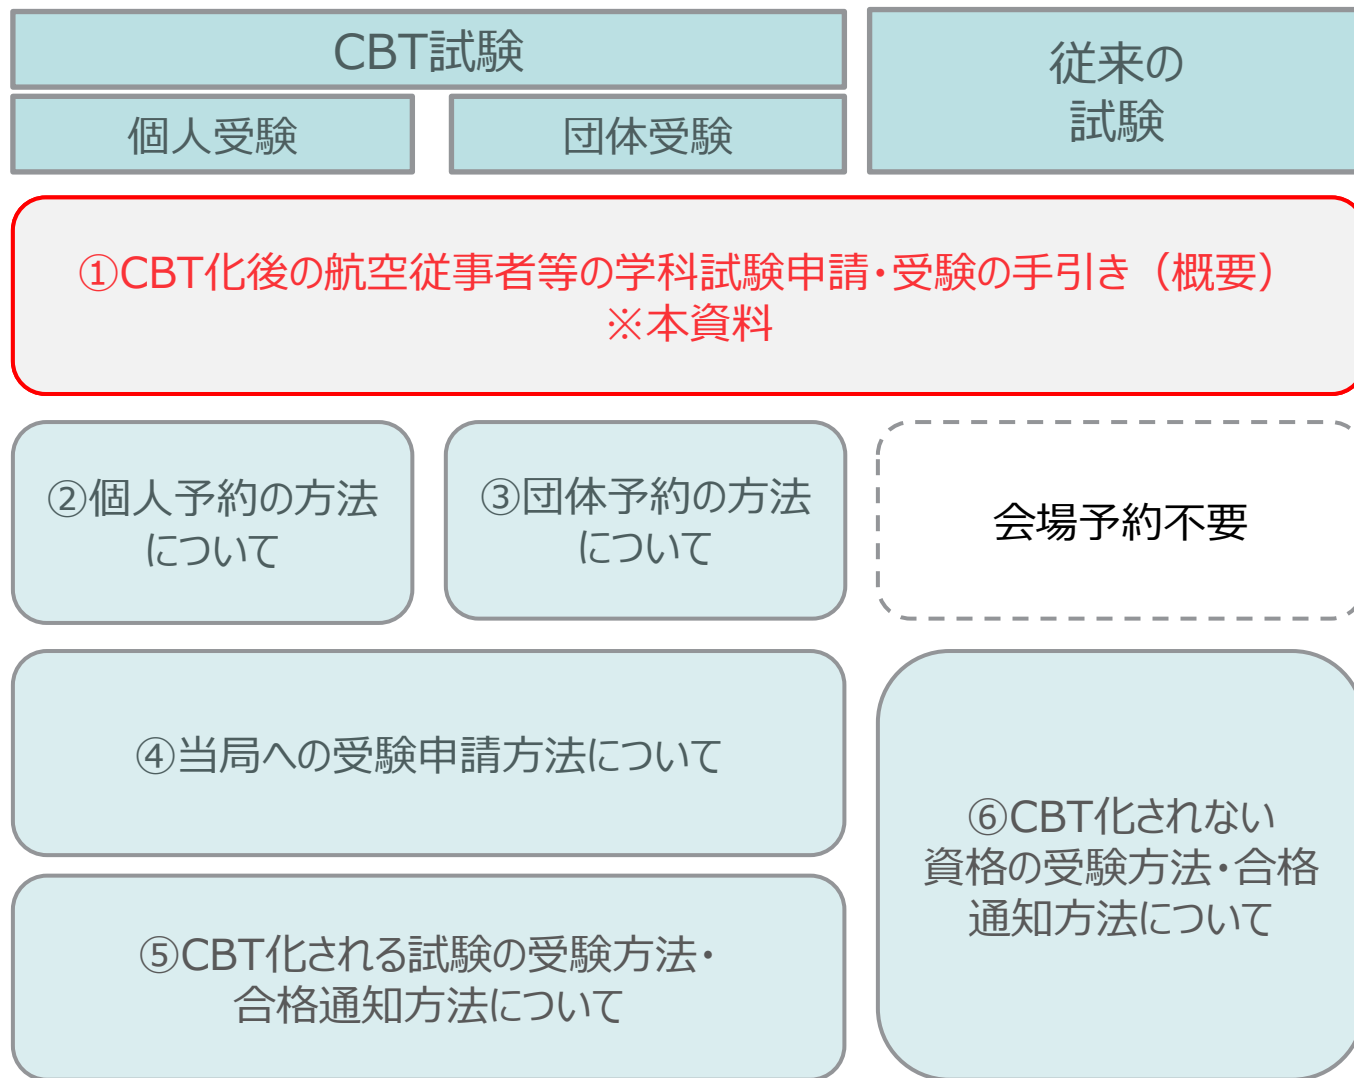 CBT試験
従来の
試験
個人受験
団体受験
①CBT化後の航空従事者等の学科試験申請・受験の手引き（概要）
※本資料
②個人予約の方法
について
③団体予約の方法
について
会場予約不要
④当局への受験申請方法について
⑤CBT化される試験の受験方法・
合格通知方法について
⑥CBT化されない
資格の受験方法・合格
通知方法について